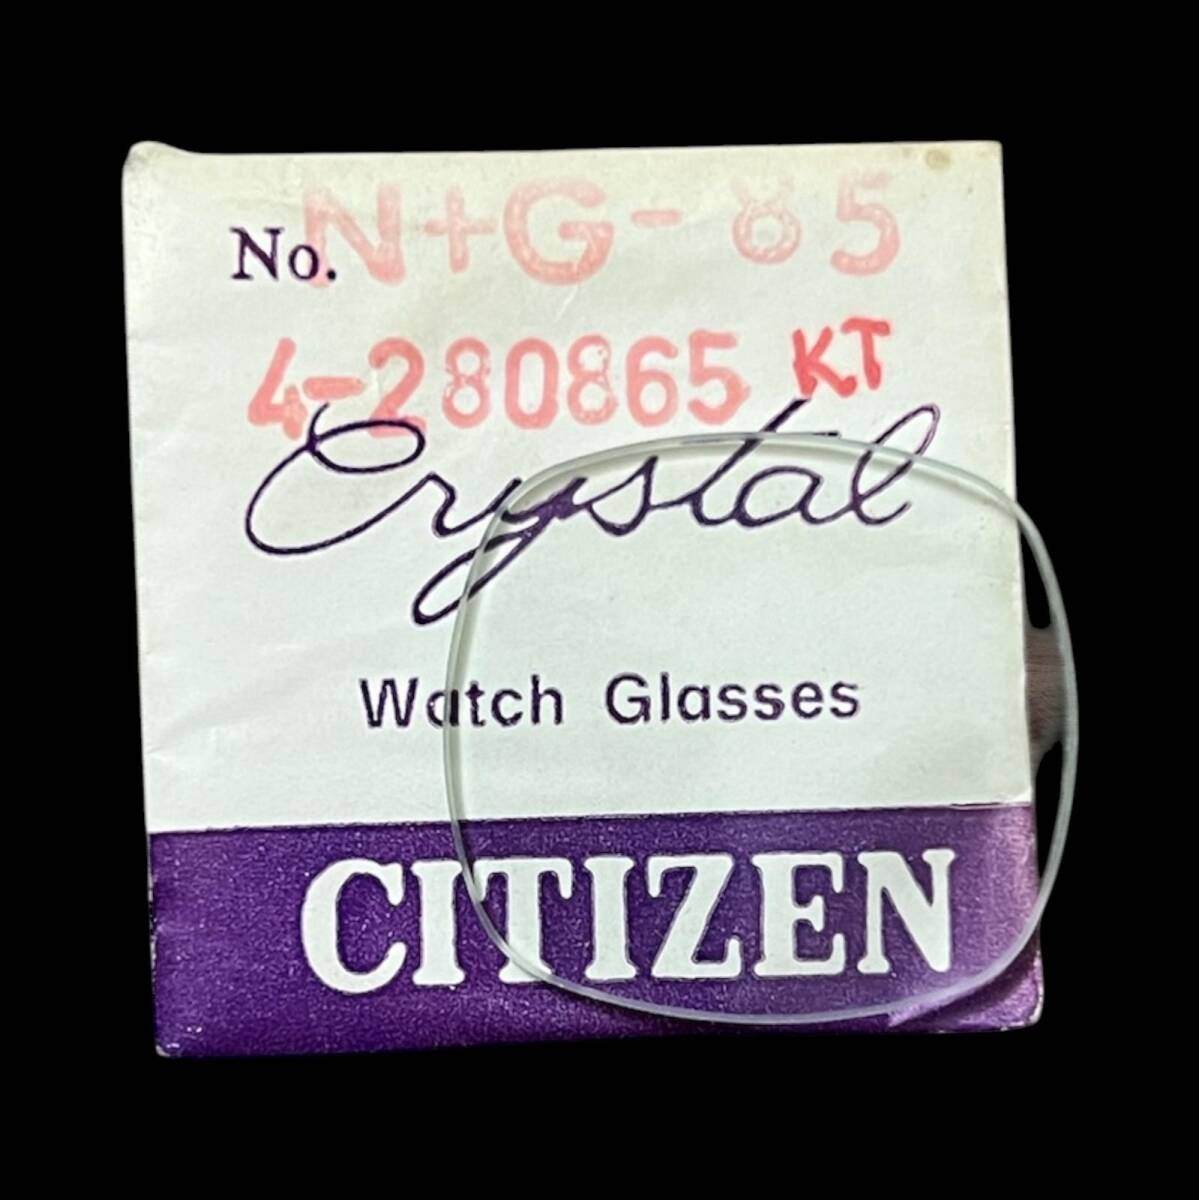 No. N+G-85
4-280865 KT
Crystal
Watch Glasses
CITIZEN